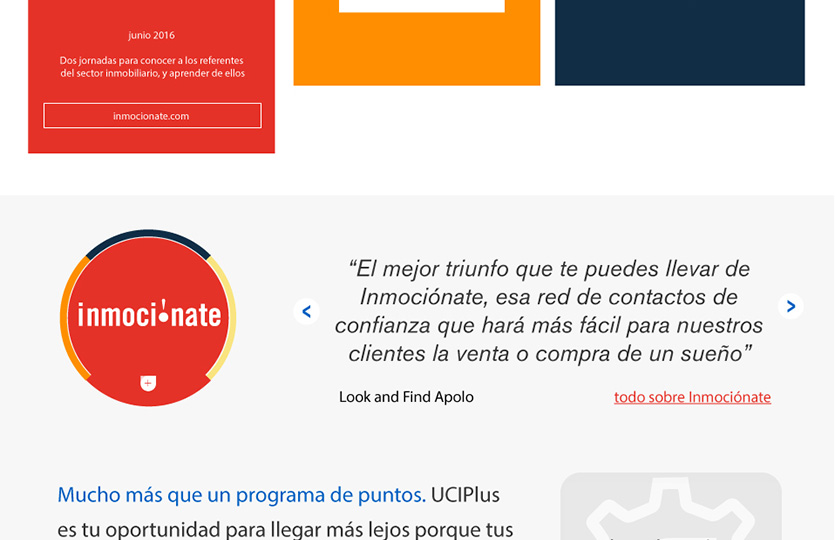 junio 2016
Dos jornadas para conocer a los referentes
del sector inmobiliario, y aprender de ellos
inmocionate.com
inmoci!nate
“El mejor triunfo que te puedes llevar de
Inmociónate, esa red de contactos de
confianza que hará más fácil para nuestros
clientes la venta o compra de un sueño”
Look and Find Apolo
todo sobre Inmociónate
Mucho más que un programa de puntos. UCIPlus
es tu oportunidad para llegar más lejos porque tus